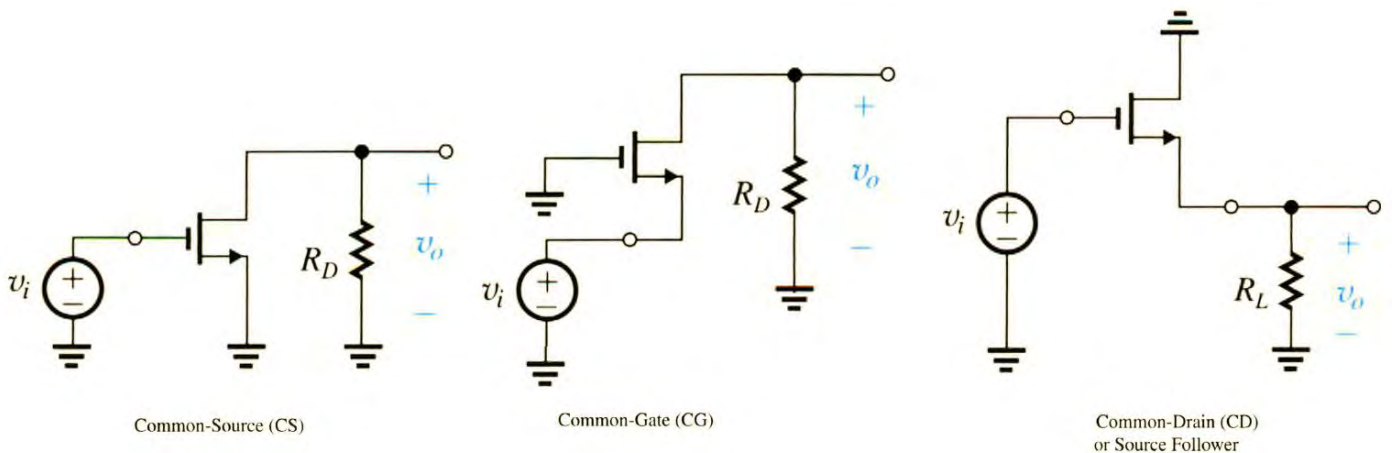 +
v_i
−
R_D
+
v_o
−
Common-Source (CS)
+
v_i
−
R_D
+
v_o
−
Common-Gate (CG)
+
v_i
−
R_L
+
v_o
−
Common-Drain (CD)
or Source Follower